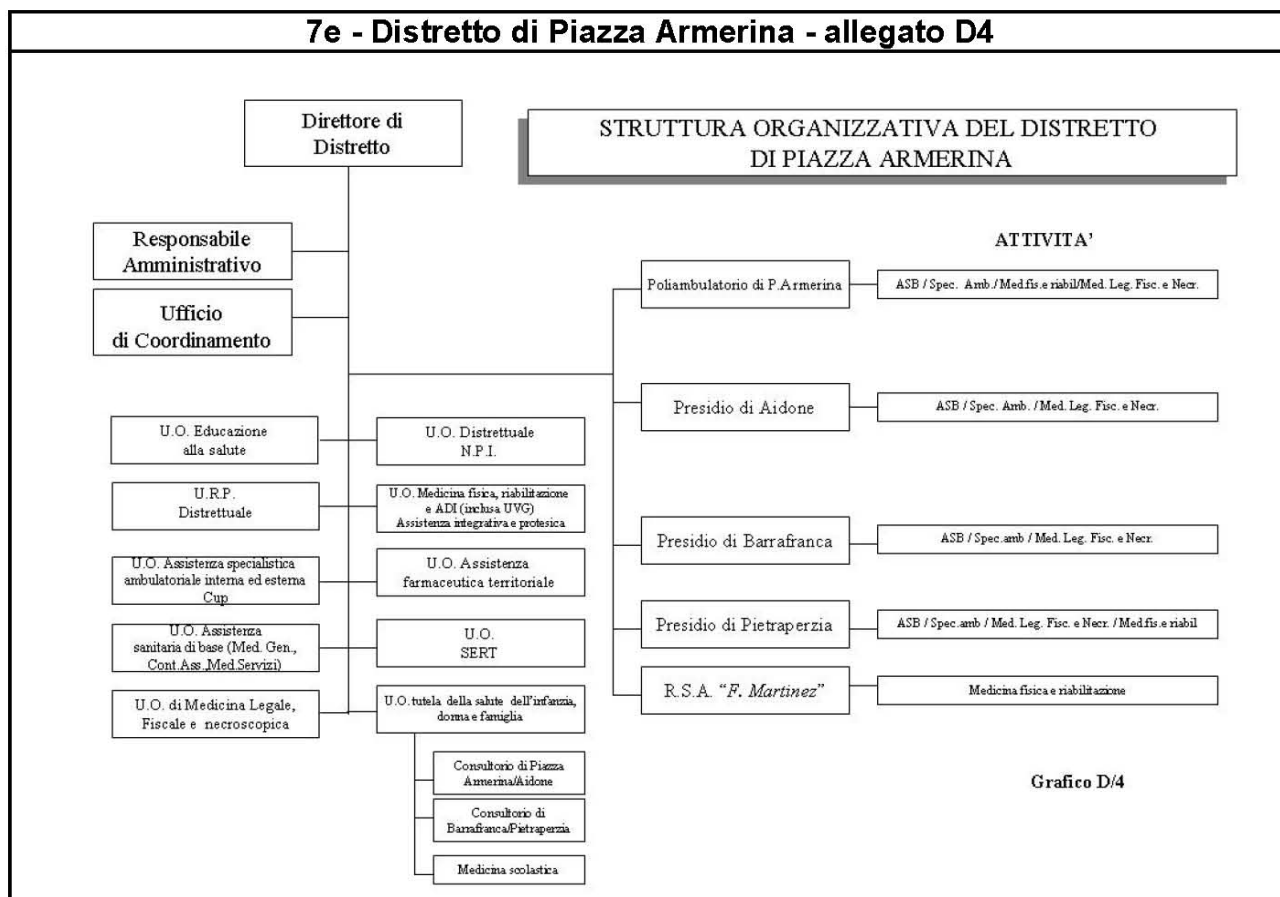 7e - Distretto di Piazza Armerina - allegato D4
Direttore di
Distretto
STRUTTURA ORGANIZZATIVA DEL DISTRETTO
DI PIAZZA ARMERINA
Responsabile
Amministrativo
Ufficio
di Coordinamento
ATTIVITA'
Poliambulatorio di P.Armerina
ASB / Spec. Amb./ Med.fis.e riabil/Med. Leg. Fisc. e Necr.
Presidio di Aidone
ASB / Spec. Amb. / Med. Leg. Fisc. e Necr.
Presidio di Barrafranca
ASB / Spec.amb / Med. Leg. Fisc. e Necr.
Presidio di Pietraperzia
ASB / Spec.amb / Med. Leg. Fisc. e Necr. / Med.fis.e riabil
R.S.A. "F. Martinez"
Medicina fisica e riabilitazione
U.O. Educazione
alla salute
U.O. Distrettuale
N.P.I.
U.R.P.
Distrettuale
U.O. Medicina fisica, riabilitazione
e ADI (inclusa UVG)
Assistenza integrativa e protesica
U.O. Assistenza specialistica
ambulatoriale interna ed esterna
Cup
U.O. Assistenza
farmaceutica territoriale
U.O. Assistenza
sanitaria di base (Med. Gen.,
Cont.Ass.,Med.Servizi)
U.O.
SERT
U.O. di Medicina Legale,
Fiscale e necroscopica
U.O. tutela della salute dell'infanzia,
donna e famiglia
Consultorio di Piazza
Armerina/Aidone
Consultorio di
Barrafranca/Pietraperzia
Medicina scolastica
Grafico D/4